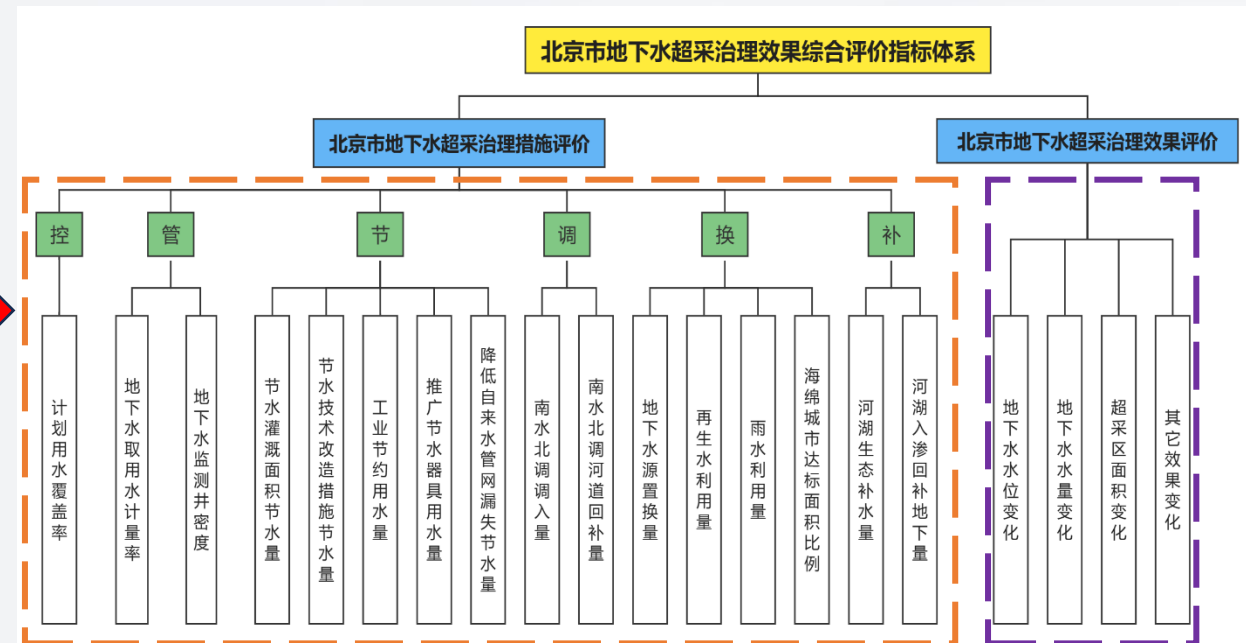 北京市地下水超采治理效果综合评价指标体系
北京市地下水超采治理措施评价
北京市地下水超采治理效果评价
控
管
节
调
换
补
计划用水覆盖率
地下水取用水计量率
地下水监测井密度
节水灌溉面积节水量
节水技术改造措施节水量
工业节约用水量
推广节水器具用水量
降低自来水管网漏失节水量
南水北调调入量
南水北调河道回补量
地下水源置换量
再生水利用量
雨水利用量
海绵城市达标面积比例
河湖生态补水量
河湖入渗回补地下量
地下水水位变化
地下水水量变化
超采区面积变化
其它效果变化